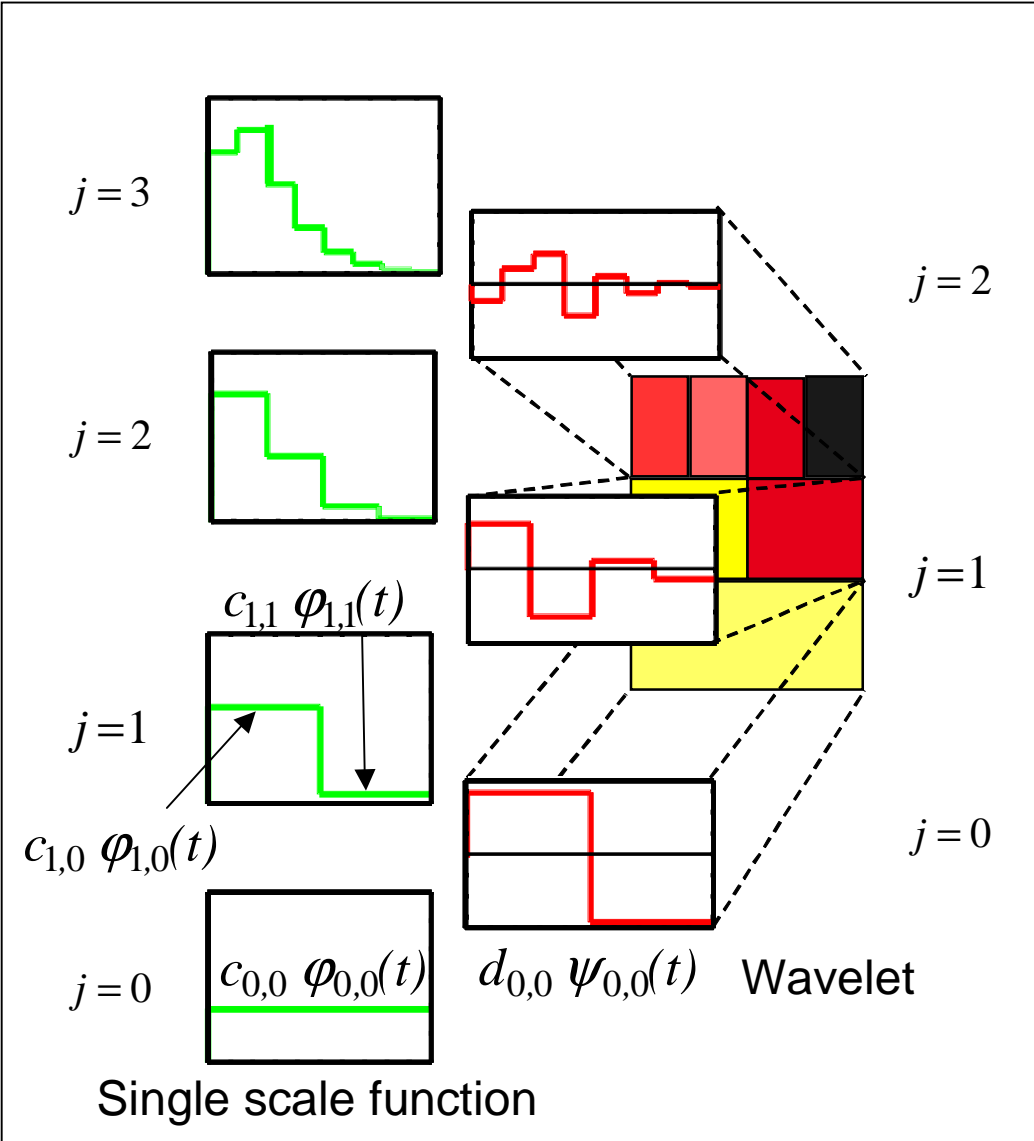 j = 3
j = 2
j = 2
c1,1 φ1,1(t)
j = 1
j = 1
c1,0 φ1,0(t)
j = 0
j = 0
c0,0 φ0,0(t)
d0,0 ψ0,0(t)
Wavelet
Single scale function